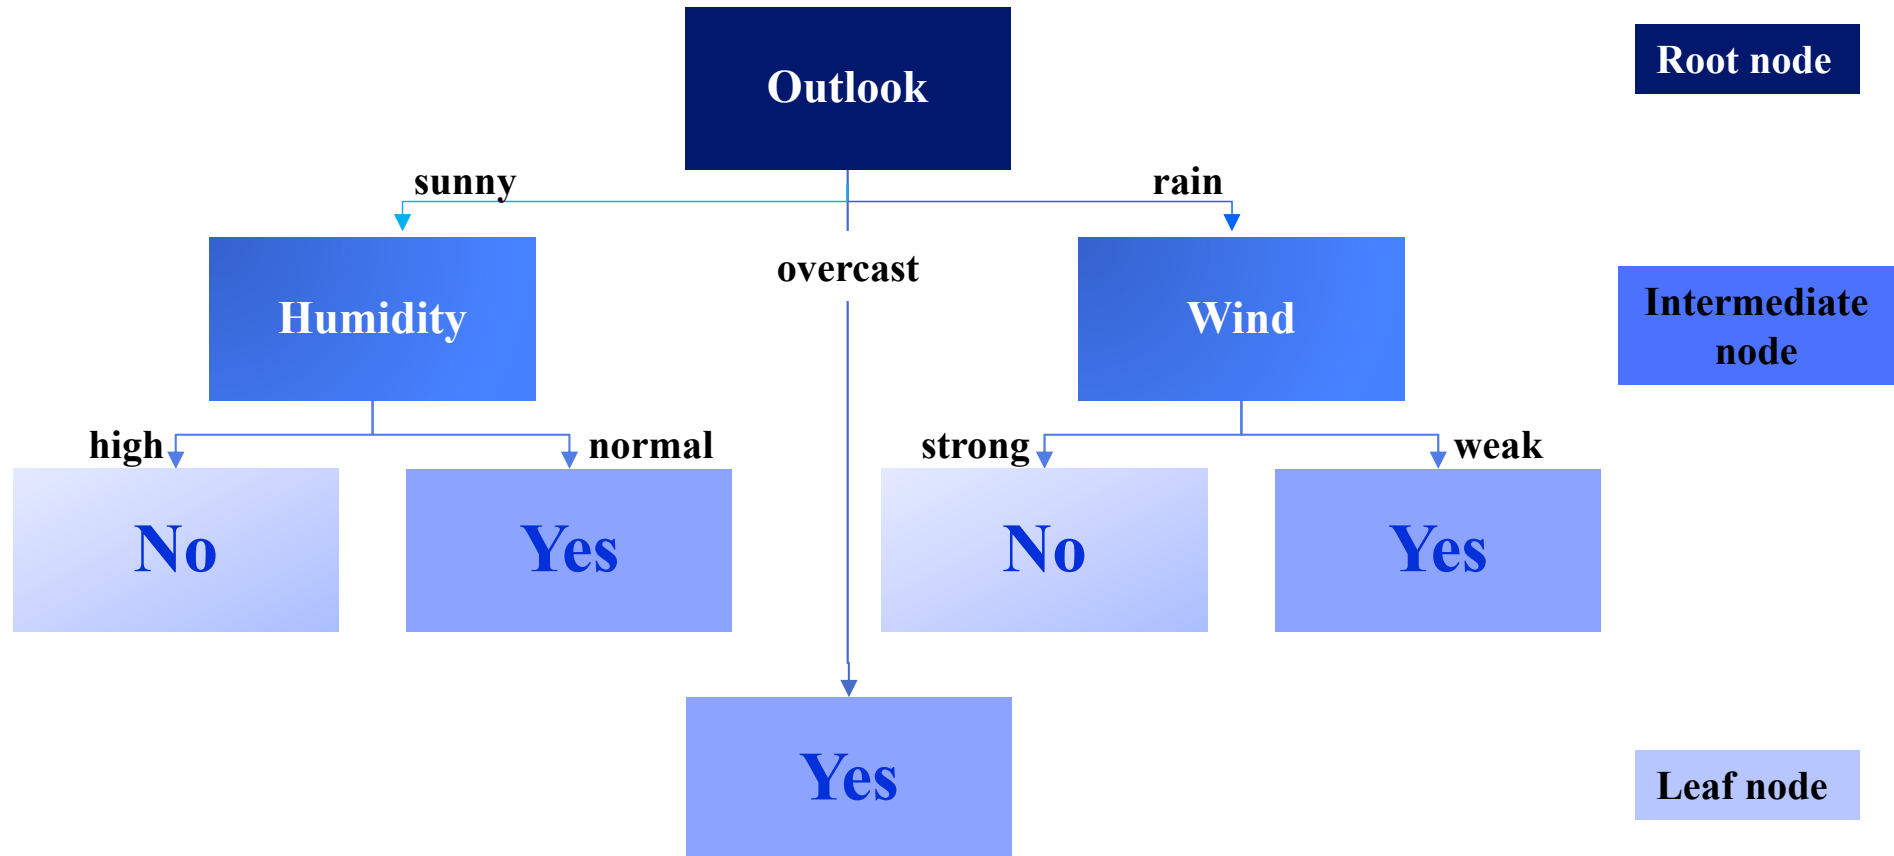 Outlook
Root node
sunny
rain
overcast
Humidity
Wind
Intermediate
node
high
normal
strong
weak
No
Yes
No
Yes
Yes
Leaf node